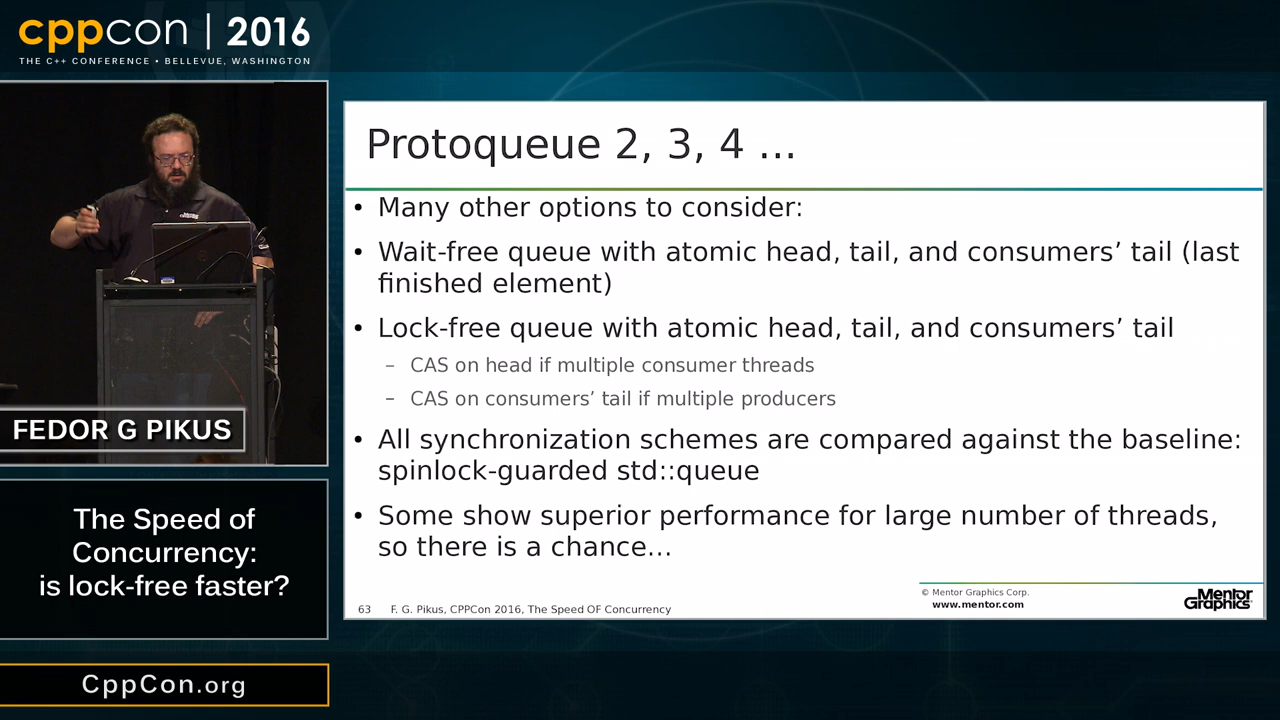 cppcon | 2016
THE C++ CONFERENCE • BELLEVUE, WASHINGTON
FEDOR G PIKUS
The Speed of
Concurrency:
is lock-free faster?
CppCon.org
Protoqueue 2, 3, 4 ...
• Many other options to consider:
• Wait-free queue with atomic head, tail, and consumers’ tail (last
finished element)
• Lock-free queue with atomic head, tail, and consumers’ tail
– CAS on head if multiple consumer threads
– CAS on consumers’ tail if multiple producers
• All synchronization schemes are compared against the baseline:
spinlock-guarded std::queue
• Some show superior performance for large number of threads,
so there is a chance...
63 F. G. Pikus, CPPCon 2016, The Speed OF Concurrency
© Mentor Graphics Corp.
www.mentor.com
Mentor
Graphics